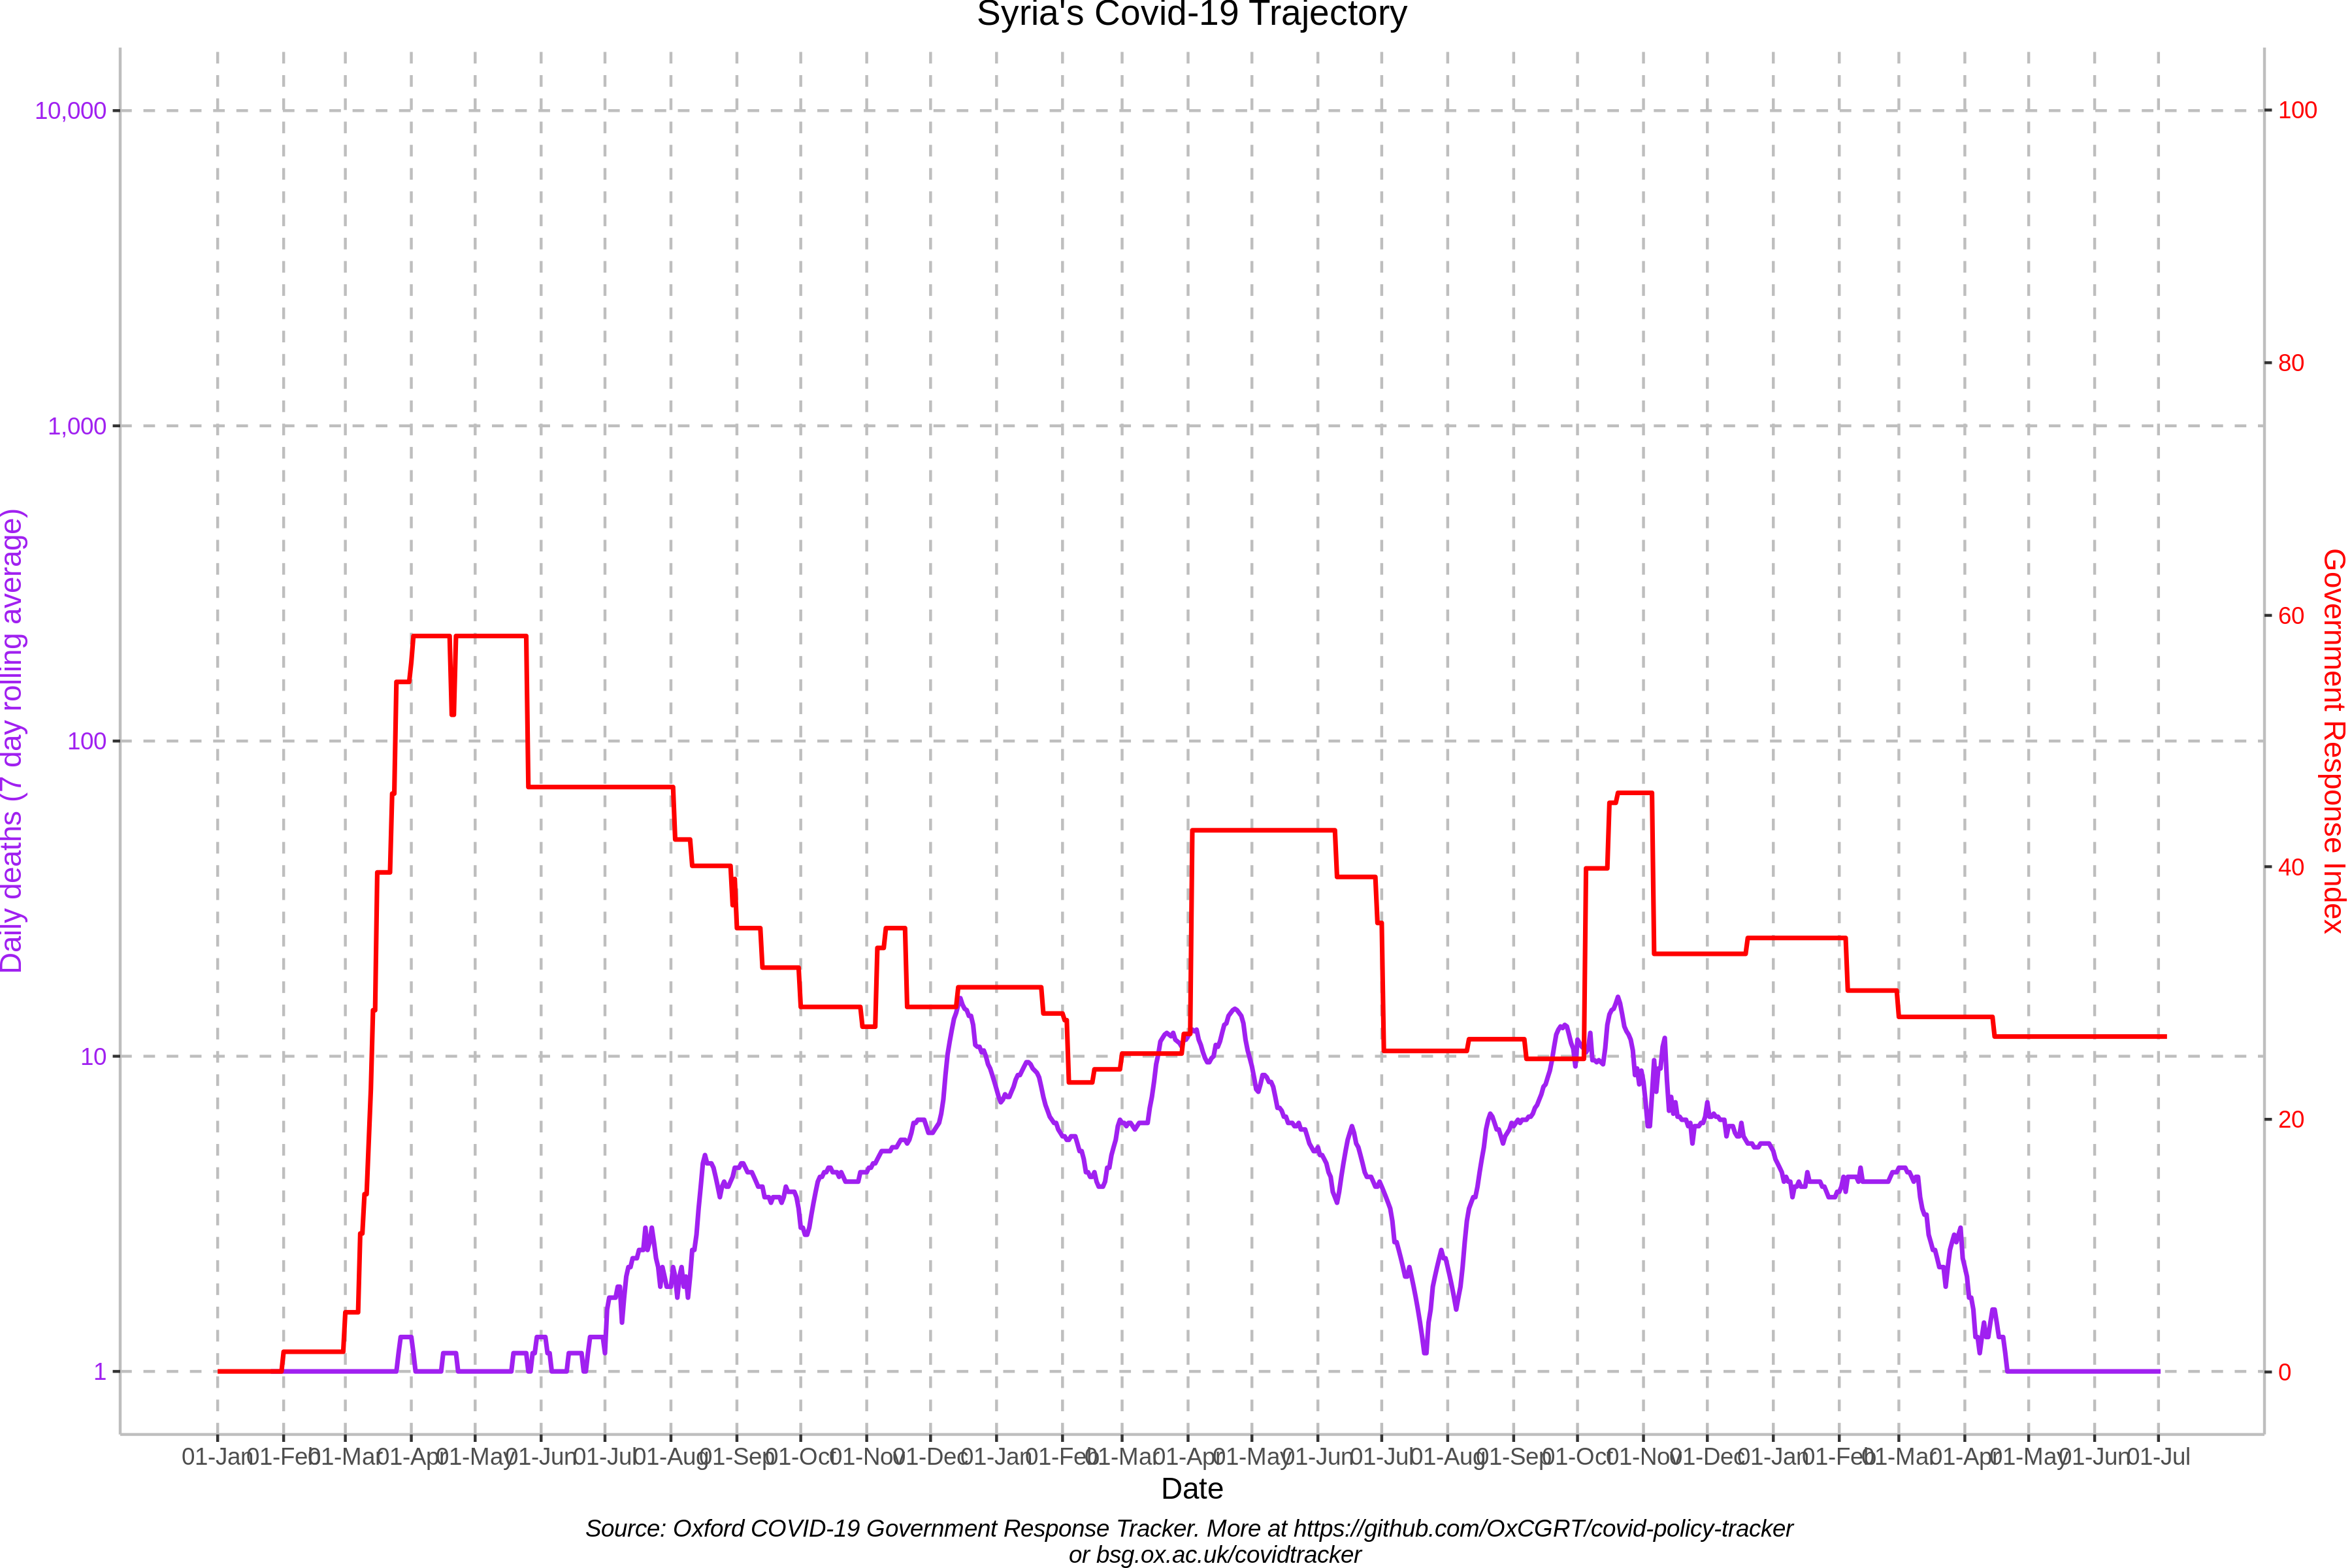 Syria's Covid-19 Trajectory
Daily deaths (7 day rolling average)
10,000
1,000
100
10
1
100
80
60
40
20
0
Government Response Index
01-Jan 01-Feb 01-Mar 01-Apr 01-May 01-Jun 01-Jul 01-Aug 01-Sep 01-Oct 01-Nov 01-Dec 01-Jan 01-Feb 01-Mar 01-Apr 01-May 01-Jun 01-Jul 01-Aug 01-Sep 01-Oct 01-Nov 01-Dec 01-Jan 01-Feb 01-Mar 01-Apr 01-May 01-Jun 01-Jul
Date
Source: Oxford COVID-19 Government Response Tracker. More at https://github.com/OxCGRT/covid-policy-tracker
or bsg.ox.ac.uk/covidtracker